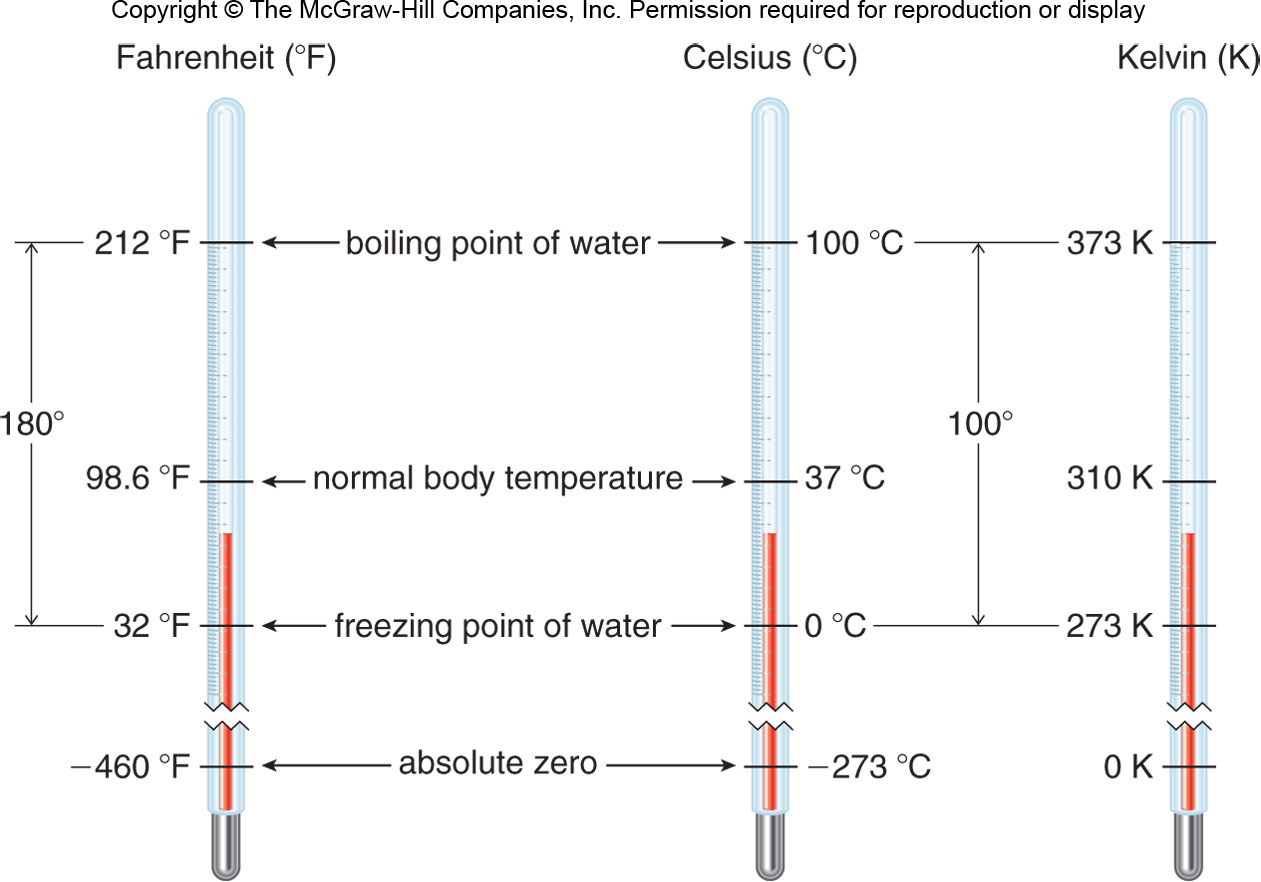 Copyright © The McGraw-Hill Companies, Inc. Permission required for reproduction or display
Fahrenheit (°F)
Celsius (°C)
Kelvin (K)
212 °F
boiling point of water
100 °C
373 K
180°
100°
98.6 °F
normal body temperature
37 °C
310 K
32 °F
freezing point of water
0 °C
273 K
−460 °F
absolute zero
−273 °C
0 K